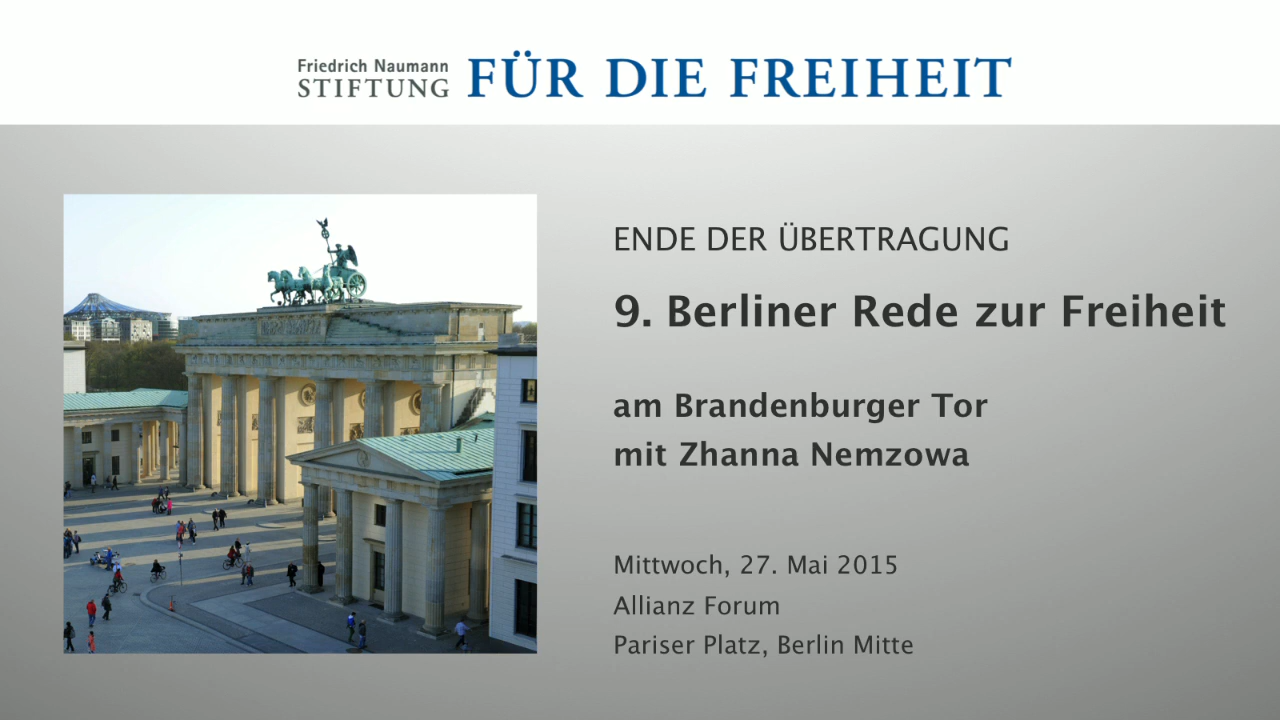 Friedrich Naumann
STIFTUNG FÜR DIE FREIHEIT
ENDE DER ÜBERTRAGUNG
9. Berliner Rede zur Freiheit
am Brandenburger Tor
mit Zhanna Nemzowa
Mittwoch, 27. Mai 2015
Allianz Forum
Pariser Platz, Berlin Mitte